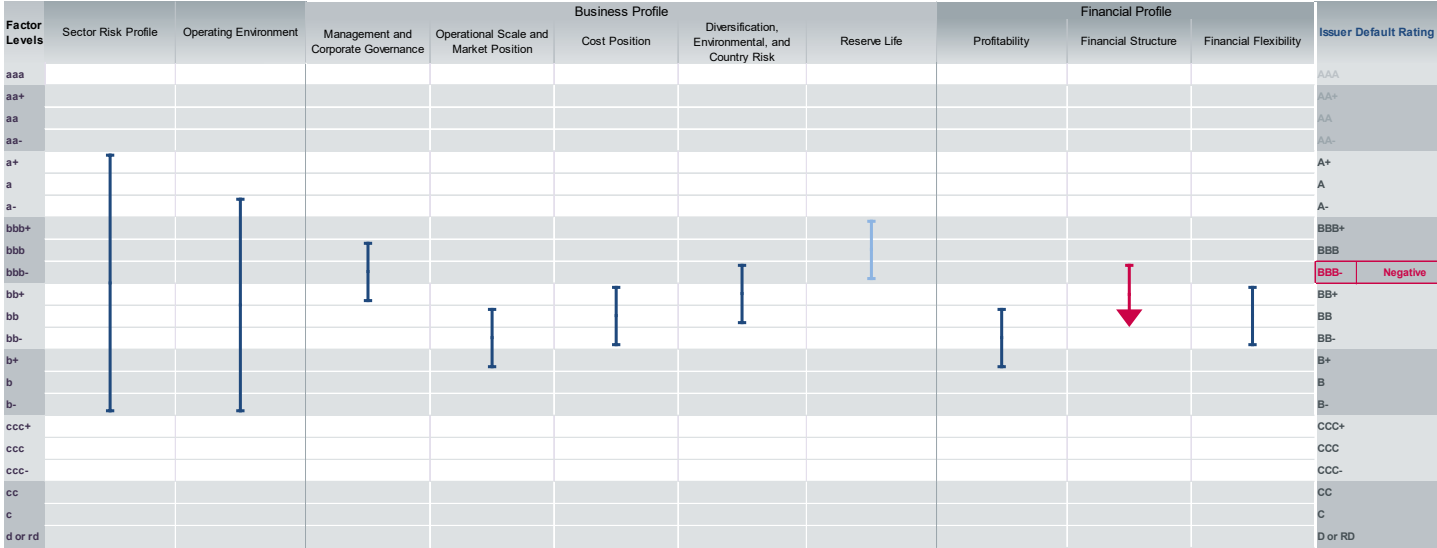 Business Profile
Financial Profile
Factor
Levels
Sector Risk Profile
Operating Environment
Management and
Corporate Governance
Operational Scale and
Market Position
Cost Position
Diversification,
Environmental, and
Country Risk
Reserve Life
Profitability
Financial Structure
Financial Flexibility
Issuer Default Rating
aaa AAA
aa+ AA+
aa AA
aa- AA-
a+ A+
a A
a- A-
bbb+ BBB+
bbb BBB
bbb- BBB- Negative
bb+ BB+
bb BB
bb- BB-
b+ B+
b B
b- B-
ccc+ CCC+
ccc CCC
ccc- CCC-
cc CC
c C
d or rd D or RD